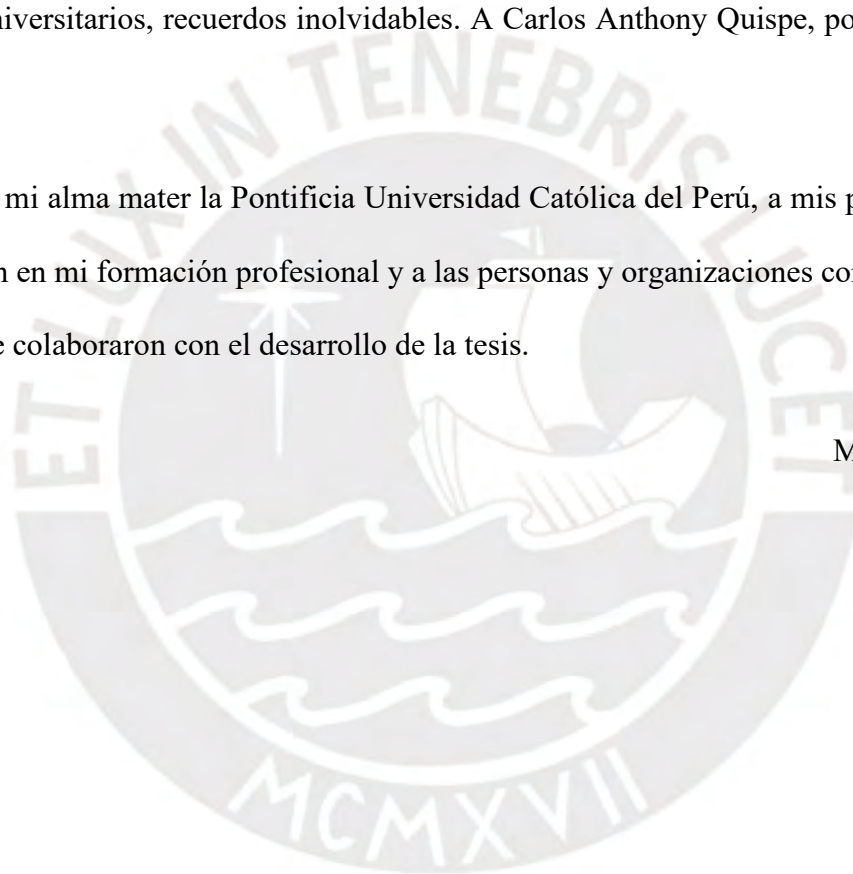 niversitarios, recuerdos inolvidables. A Carlos Anthony Quispe, po
mi alma mater la Pontificia Universidad Católica del Perú, a mis p
n en mi formación profesional y a las personas y organizaciones co
e colaboraron con el desarrollo de la tesis.
M
ET LUX IN TENEBRIS LUCET
MCMXVII